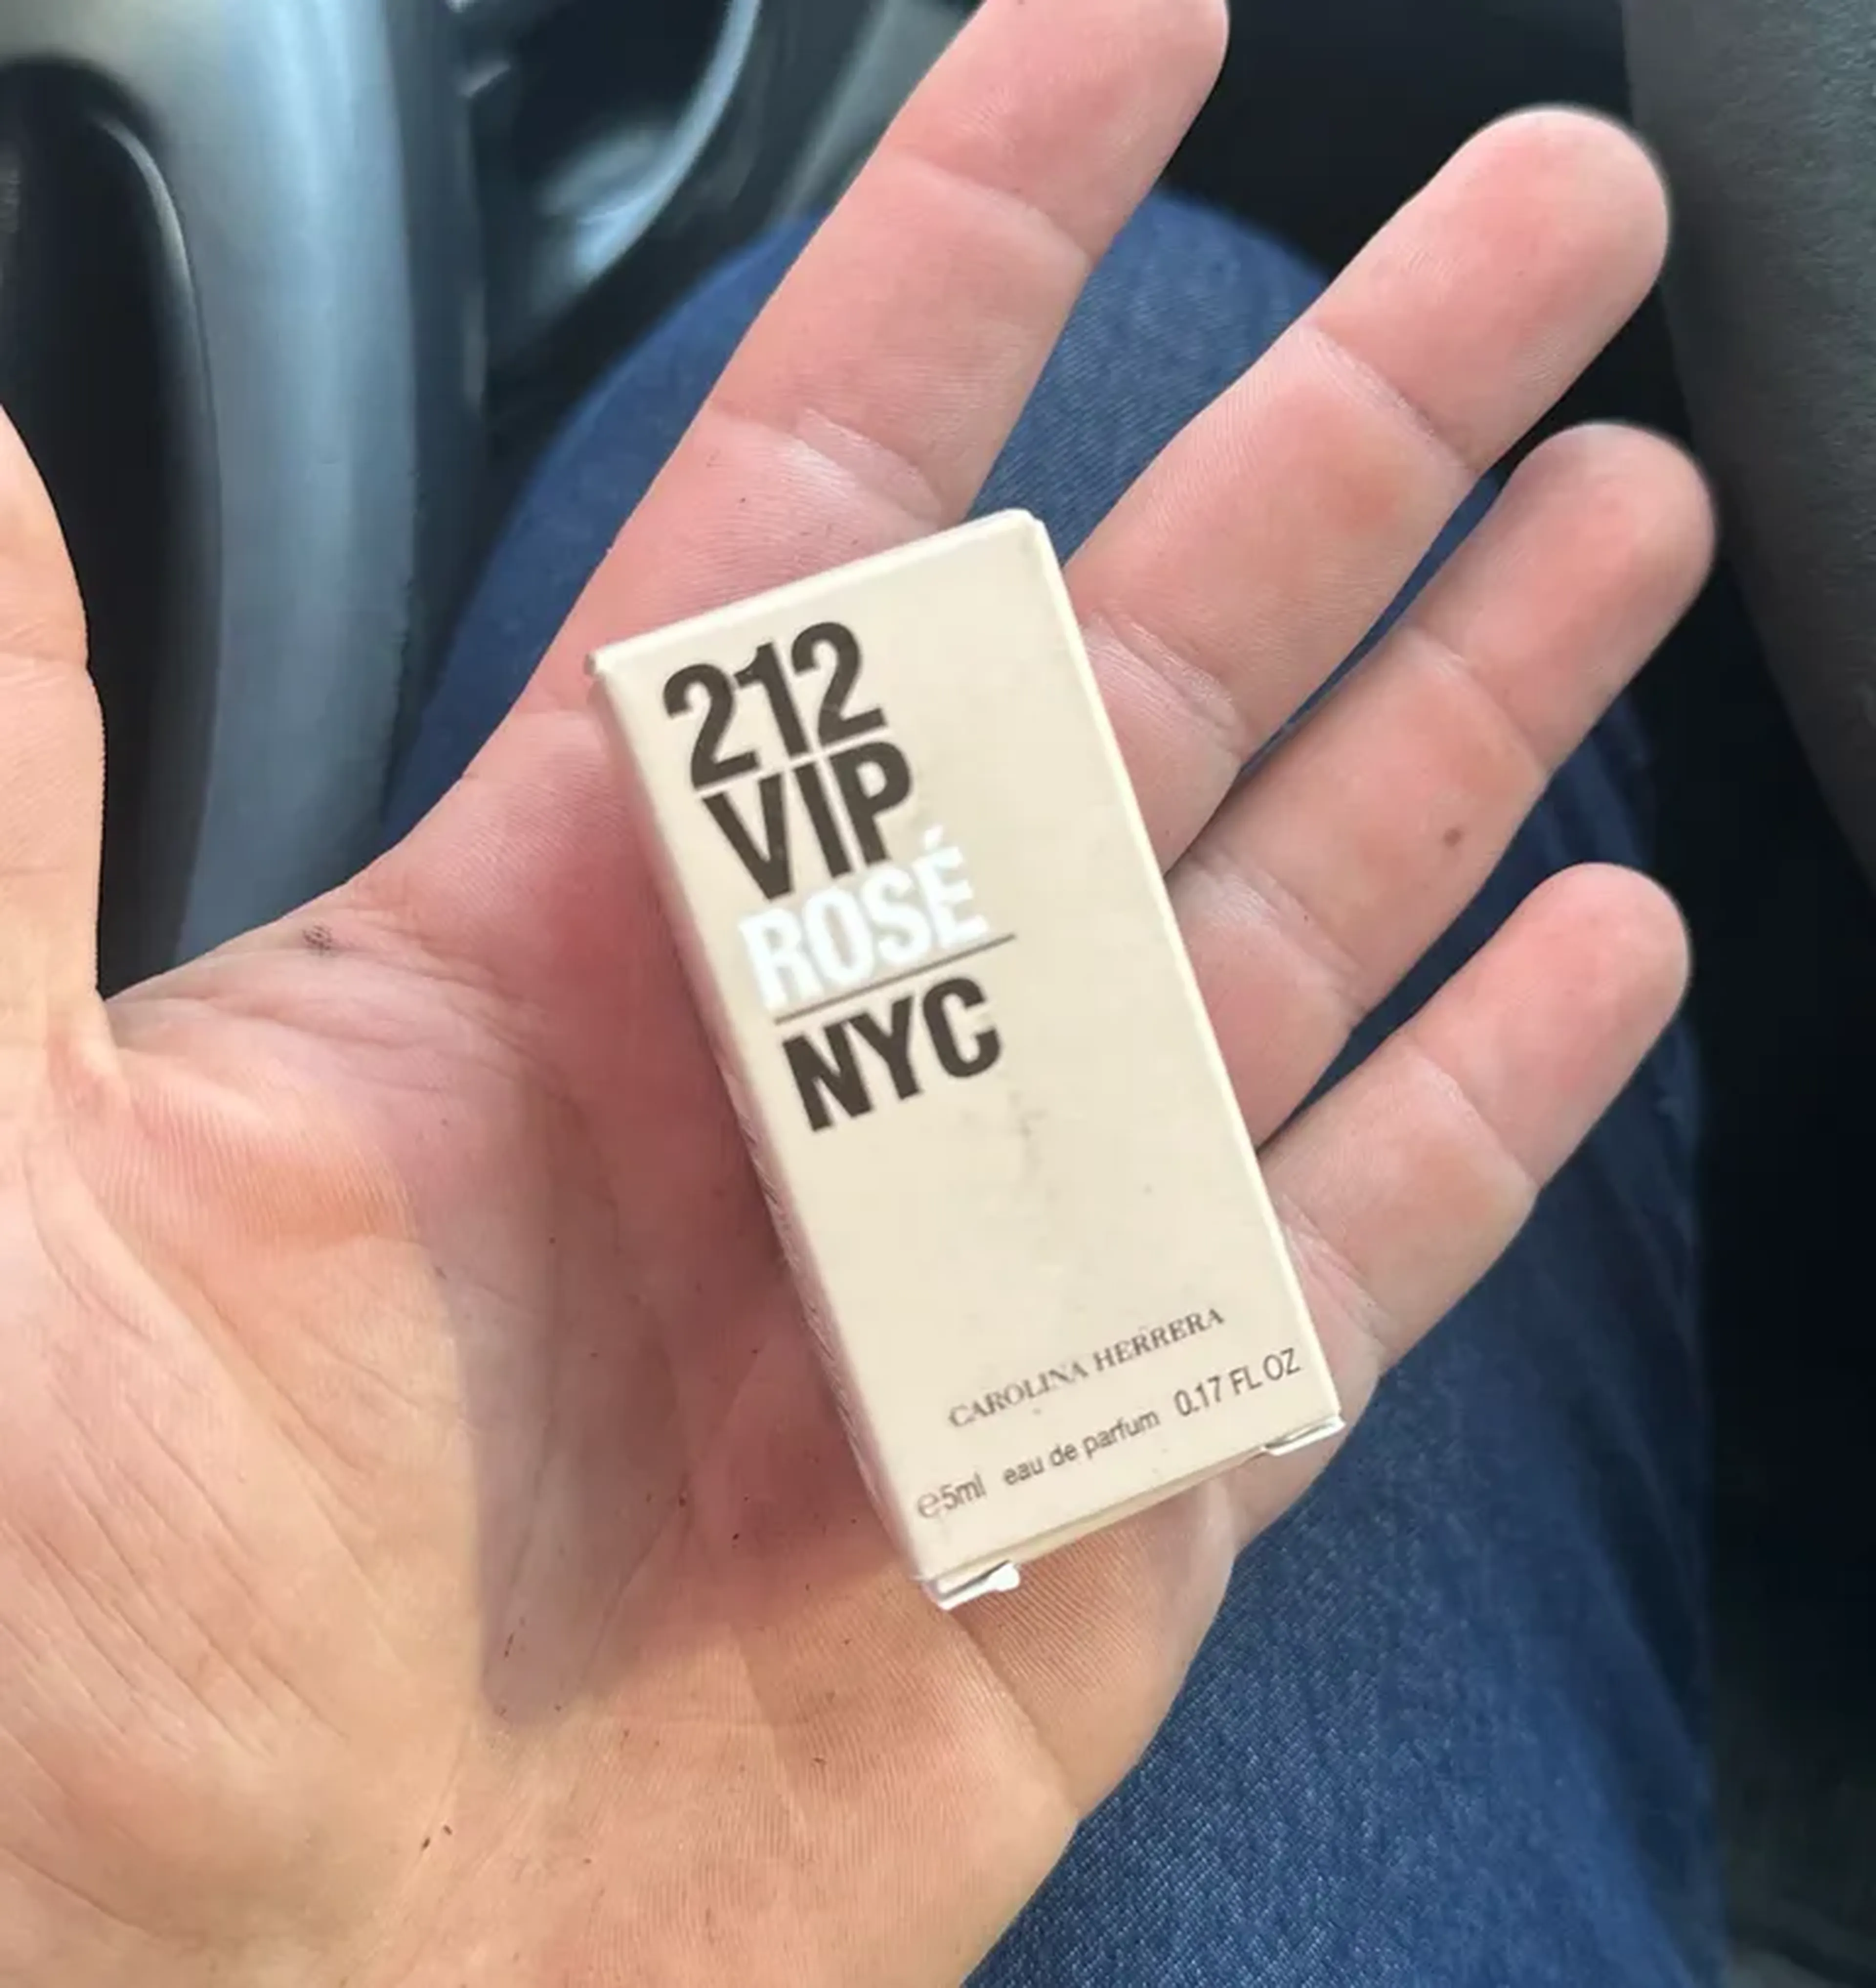 212
VIP
ROSÉ
NYC
CAROLINA HERRERA
℮5ml eau de parfum 0.17 FL OZ